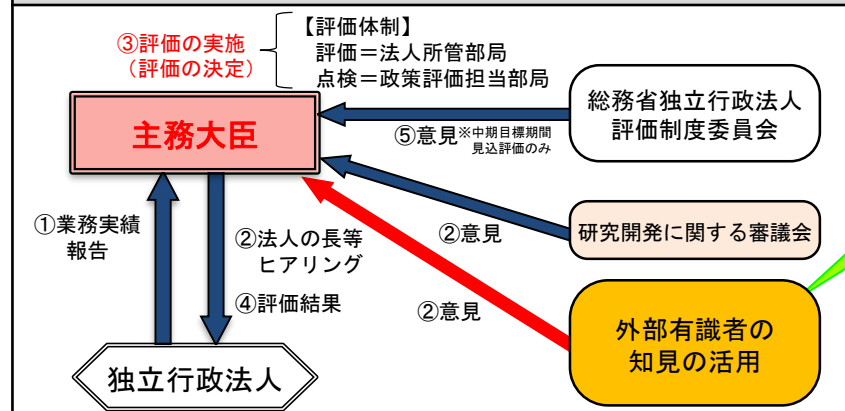 ③評価の実施
（評価の決定）
【評価体制】
評価＝法人所管部局
点検＝政策評価担当部局
主務大臣
総務省独立行政法人
評価制度委員会
⑤意見※中期目標期間
見込評価のみ
①業務実績
報告
②法人の長等
ヒアリング
④評価結果
②意見
研究開発に関する審議会
②意見
外部有識者の
知見の活用
独立行政法人